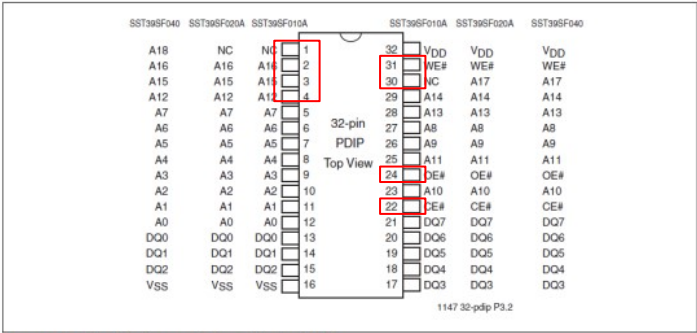 SST39SF040 SST39SF020A SST39SF010A SST39SF010A SST39SF020A SST39SF040
A18 NC NC 1 32 VDD VDD VDD
A16 A16 A16 2 31 WE# WE# WE#
A15 A15 A15 3 30 NC A17 A17
A12 A12 A12 4 29 A14 A14 A14
A7 A7 A7 5 28 A13 A13 A13
A6 A6 A6 6 27 A8 A8 A8
A5 A5 A5 7 26 A9 A9 A9
A4 A4 A4 8 25 A11 A11 A11
A3 A3 A3 9 24 OE# OE# OE#
A2 A2 A2 10 23 A10 A10 A10
A1 A1 A1 11 22 CE# CE# CE#
A0 A0 A0 12 21 DQ7 DQ7 DQ7
DQ0 DQ0 DQ0 13 20 DQ6 DQ6 DQ6
DQ1 DQ1 DQ1 14 19 DQ5 DQ5 DQ5
DQ2 DQ2 DQ2 15 18 DQ4 DQ4 DQ4
VSS VSS VSS 16 17 DQ3 DQ3 DQ3
32-pin
PDIP
Top View
1147 32-pdip P3.2